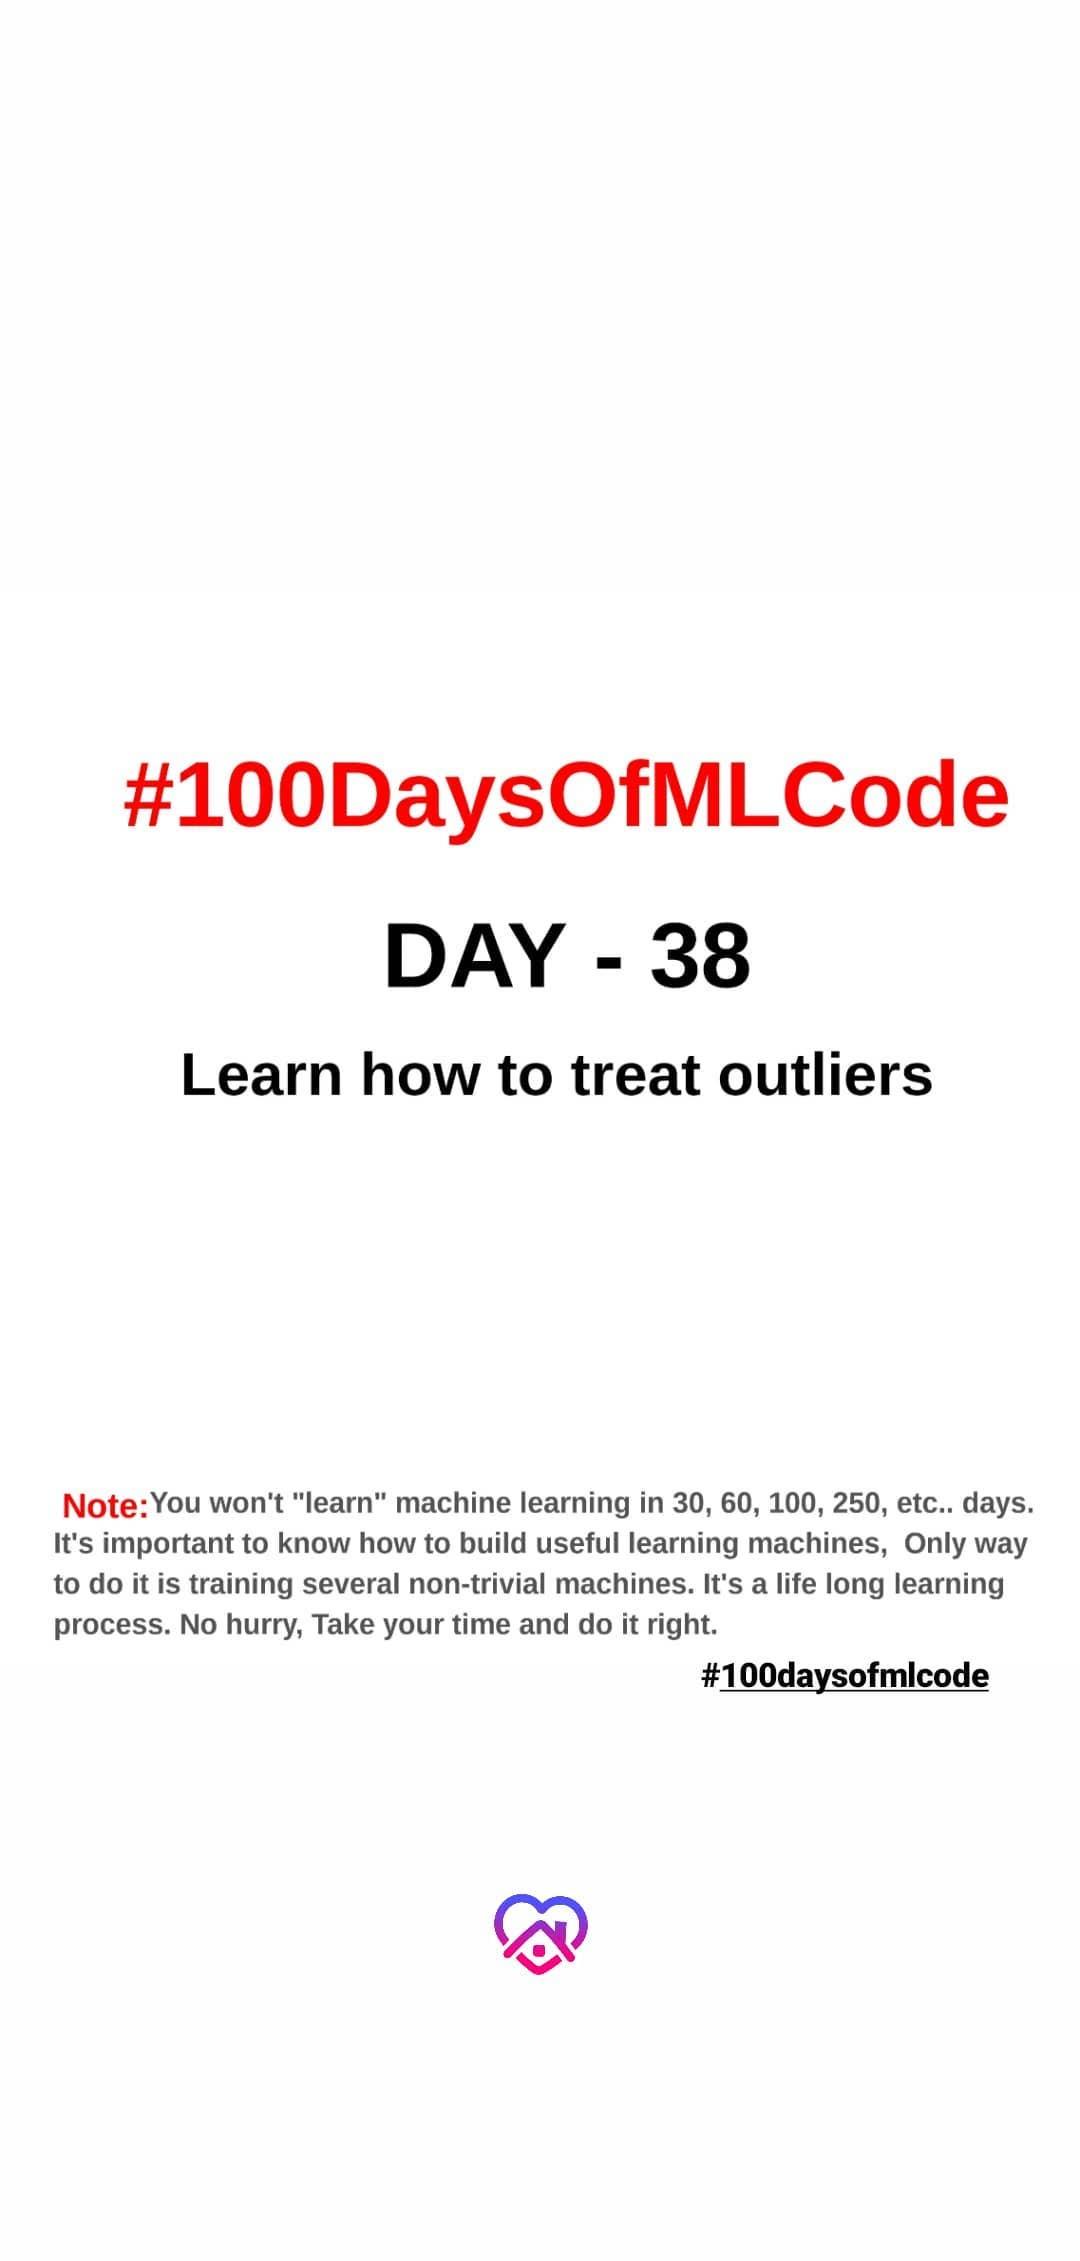 #100DaysOfMLCode
DAY - 38
Learn how to treat outliers
Note:You won't "learn" machine learning in 30, 60, 100, 250, etc.. days.
It's important to know how to build useful learning machines,  Only way
to do it is training several non-trivial machines. It's a life long learning
process. No hurry, Take your time and do it right.
#100daysofmlcode